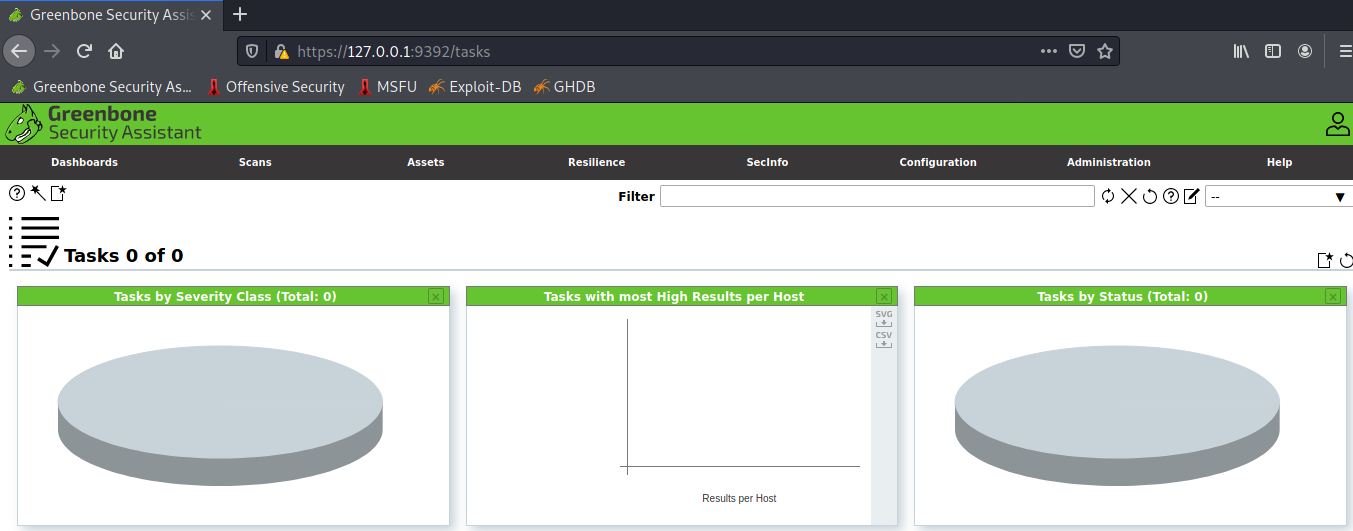 Greenbone Security Assis
https://127.0.0.1:9392/tasks
Greenbone Security As... Offensive Security MSFU Exploit-DB GHDB
Greenbone
Security Assistant
Dashboards Scans Assets Resilience SecInfo Configuration Administration Help
Filter --
Tasks 0 of 0
Tasks by Severity Class (Total: 0) Tasks with most High Results per Host Tasks by Status (Total: 0)
SVG
CSV
Results per Host